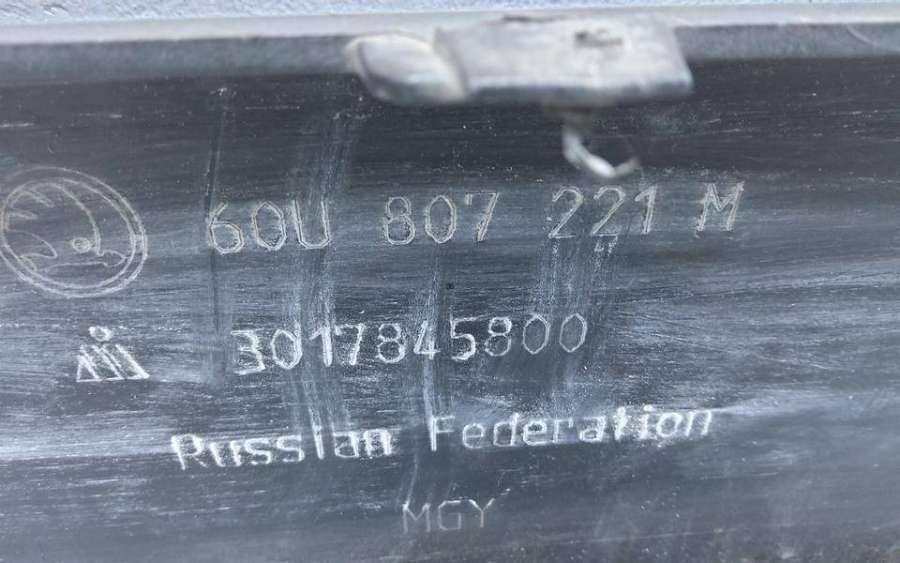 60U 807 221 M
3017845800
Russian Federation
MGY